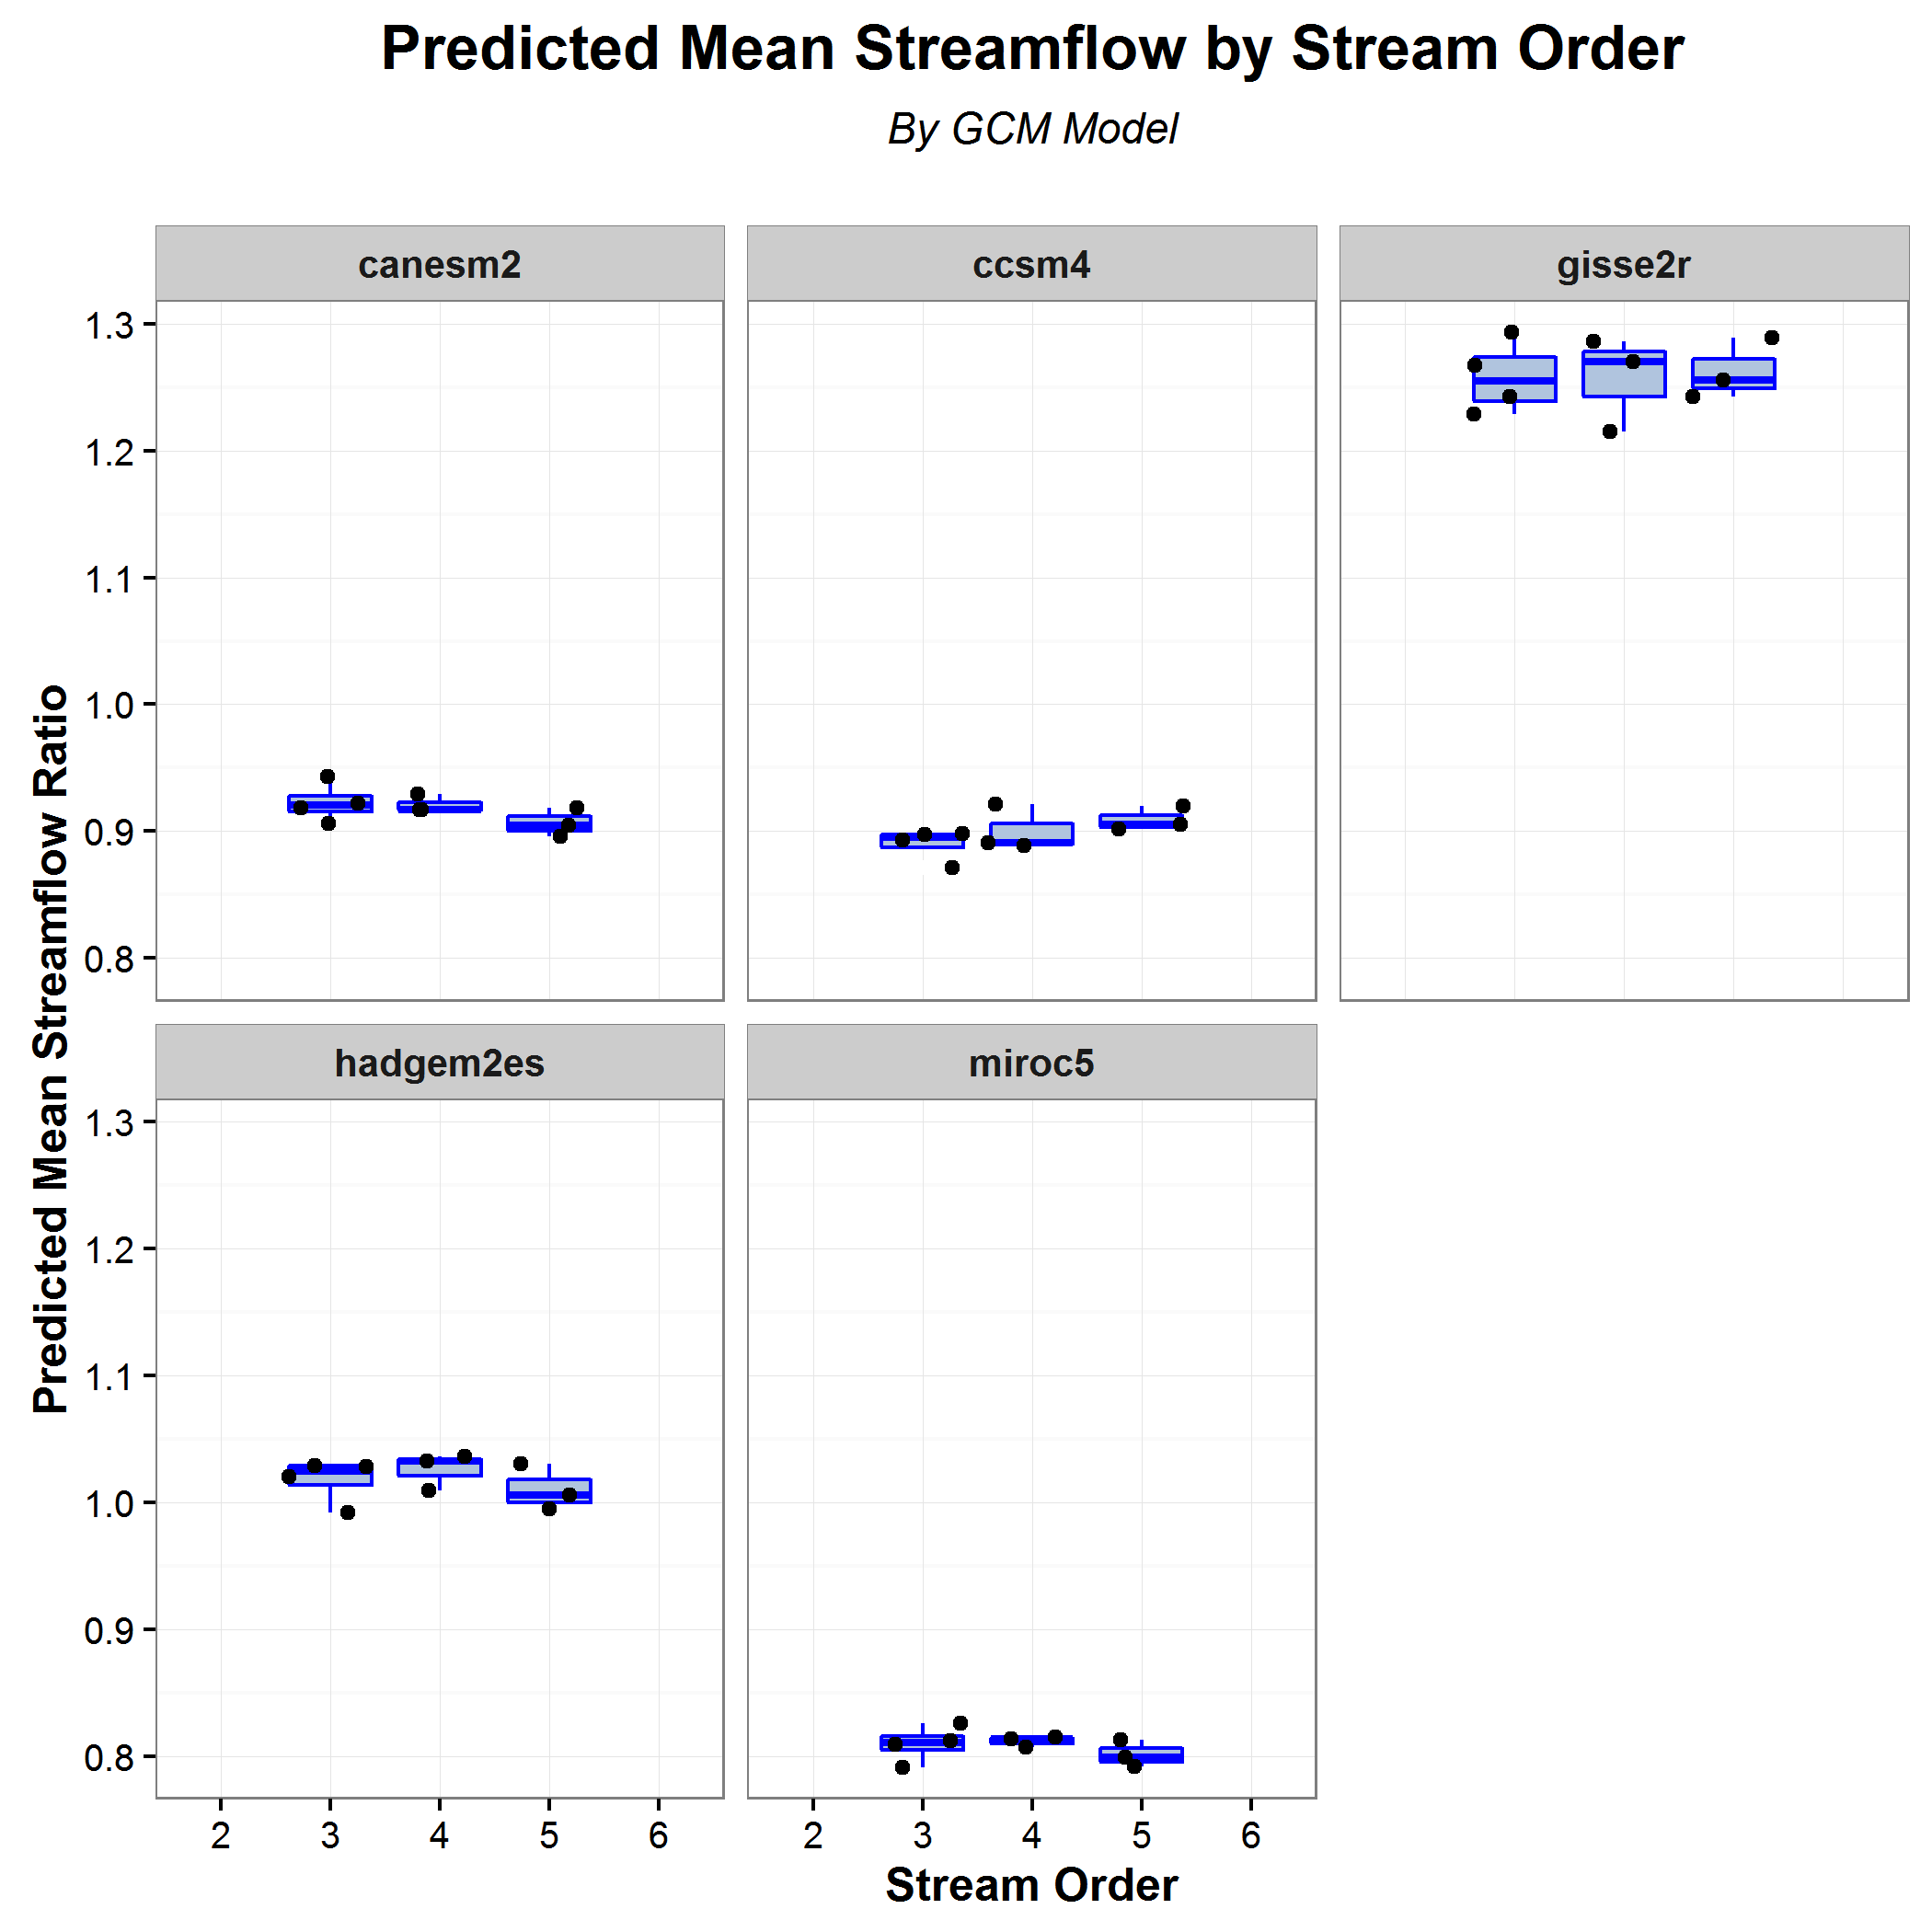 Predicted Mean Streamflow by Stream Order
By GCM Model
canesm2
ccsm4
gisse2r
1.3
1.2
1.1
1.0
0.9
0.8
Predicted Mean Streamflow Ratio
hadgem2es
miroc5
1.3
1.2
1.1
1.0
0.9
0.8
2 3 4 5 6
2 3 4 5 6
Stream Order